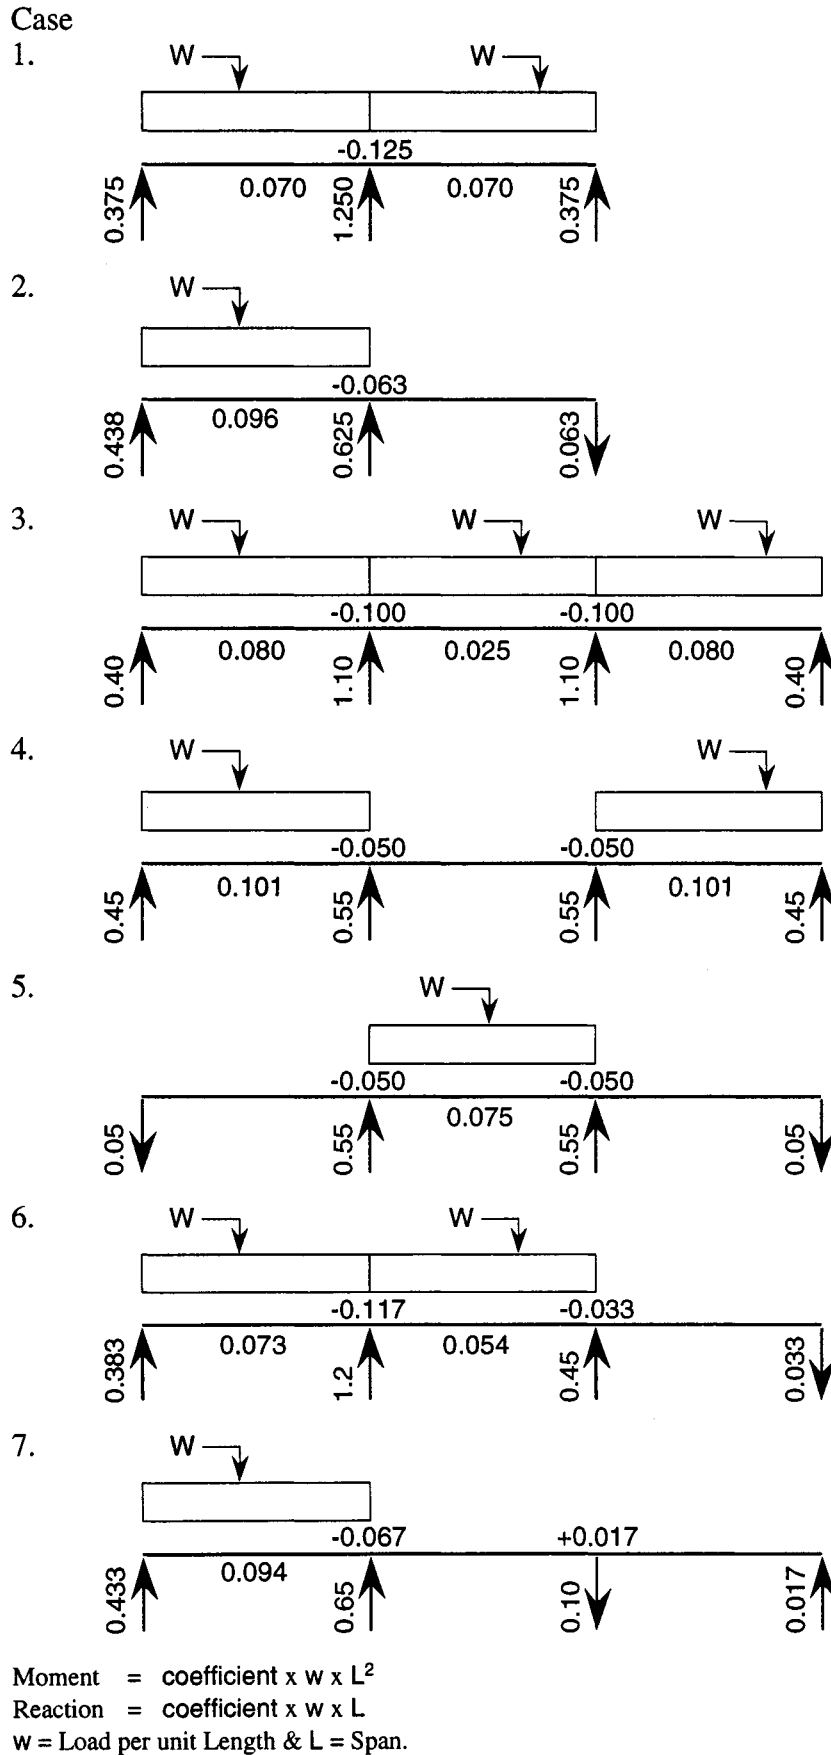 Case
1.
W W
-0.125
0.070 0.070
0.375 1.250 0.375
2.
W
-0.063
0.096
0.438 0.625 0.063
3.
W W W
-0.100 -0.100
0.080 0.025 0.080
0.40 1.10 1.10 0.40
4.
W W
-0.050 -0.050
0.101 0.101
0.45 0.55 0.55 0.45
5.
W
-0.050 -0.050
0.075
0.05 0.55 0.55 0.05
6.
W W
-0.117 -0.033
0.073 0.054
0.383 1.2 0.45 0.033
7.
W
-0.067 +0.017
0.094
0.433 0.65 0.10 0.017
Moment = coefficient x w x L²
Reaction = coefficient x w x L
w = Load per unit Length & L = Span.